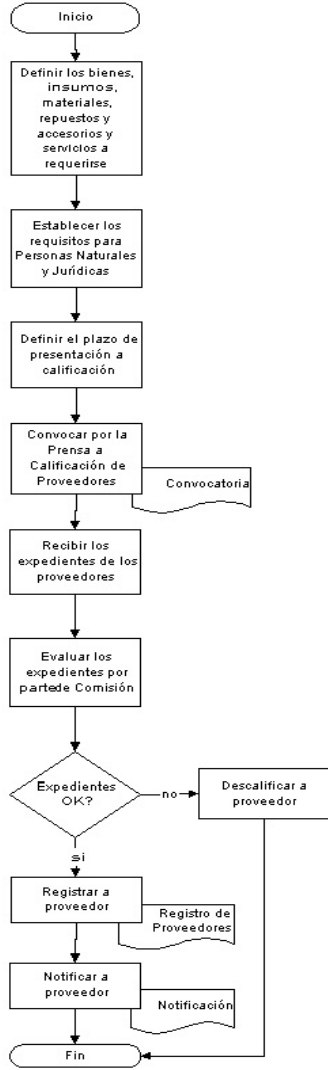 Inicio
Definir los bienes,
insumos,
materiales,
repuestos y
accesorios y
servicios a
requerirse
Establecer los
requisitos para
Personas Naturales
y Jurídicas
Definir el plazo de
presentación a
calificación
Convocar por la
Prensa a
Calificación de
Proveedores
Convocatoria
Recibir los
expedientes de los
proveedores
Evaluar los
expedientes por
partede Comisión
Expedientes
OK?
no
Descalificar a
proveedor
si
Registrar a
proveedor
Registro de
Proveedores
Notificar a
proveedor
Notificación
Fin